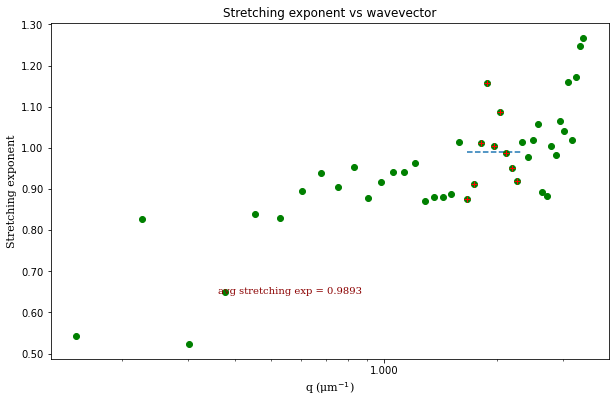 Stretching exponent vs wavevector
1.30
1.20
1.10
1.00
0.90
0.80
0.70
0.60
0.50
Stretching exponent
avg stretching exp = 0.9893
1.000
q (μm⁻¹)